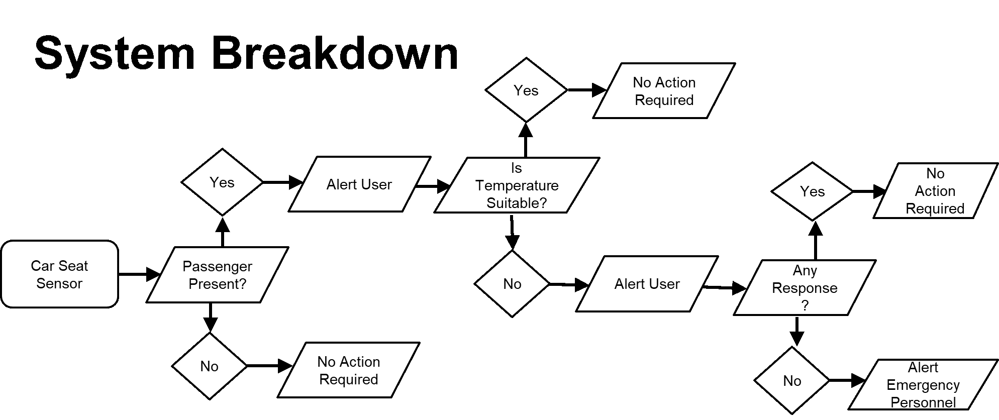 System Breakdown
Yes
No Action
Required
Yes
Alert User
Is
Temperature
Suitable?
Yes
No
Action
Required
Car Seat
Sensor
Passenger
Present?
No
Alert User
Any
Response
?
No
No Action
Required
No
Alert
Emergency
Personnel